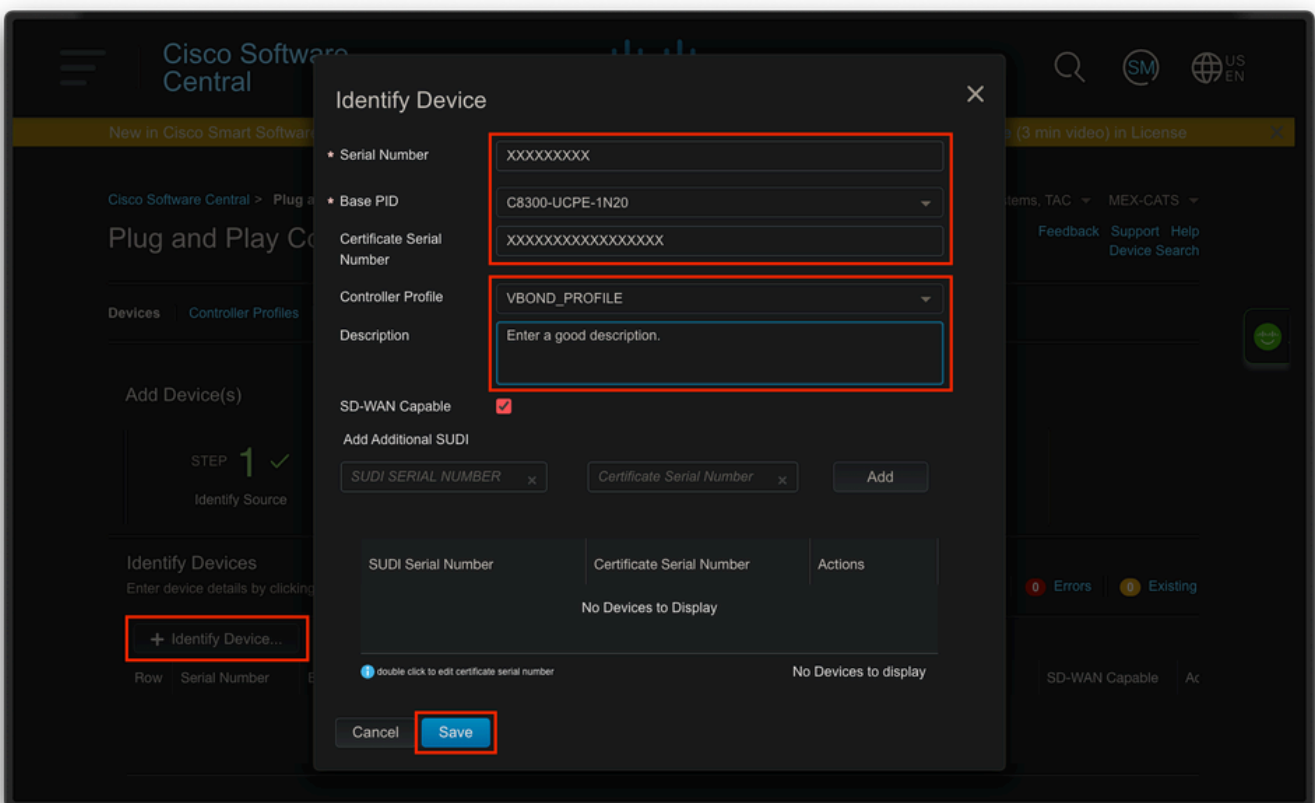 Cisco Software
Central
SM
US
EN
New in Cisco Smart Software
(3 min video) in License
Cisco Software Central > Plug a
TAC
MEX-CATS
Plug and Play Co
Feedback Support Help
Device Search
Devices
Controller Profiles
Add Device(s)
STEP 1
Identify Source
Identify Devices
Enter device details by clicking
0 Errors
0 Existing
+ Identify Device...
Row Serial Number
SD-WAN Capable
Identify Device
* Serial Number
XXXXXXXXX
* Base PID
C8300-UCPE-1N20
Certificate Serial
Number
XXXXXXXXXXXXXXXXX
Controller Profile
VBOND_PROFILE
Description
Enter a good description.
SD-WAN Capable
Add Additional SUDI
SUDI SERIAL NUMBER
Certificate Serial Number
Add
SUDI Serial Number Certificate Serial Number Actions
No Devices to Display
double click to edit certificate serial number
No Devices to display
Cancel
Save